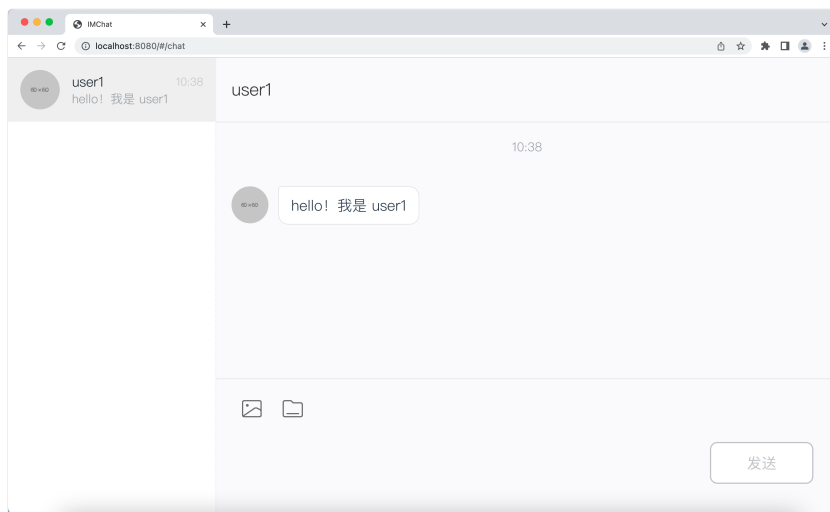 IMChat
localhost:8080/#/chat
60×60
user1
10:38
hello！我是 user1
user1
10:38
60×60
hello！我是 user1
发送